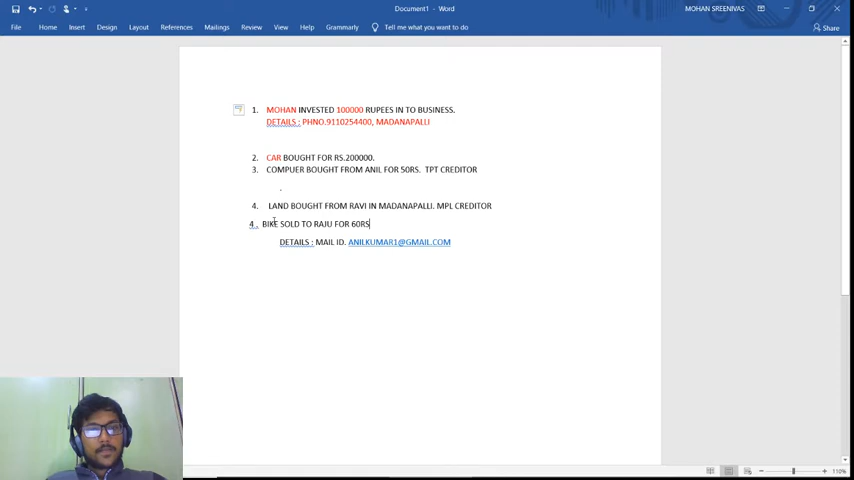 Document1 - Word
MOHAN SREENIVAS
File Home Insert Design Layout References Mailings Review View Help Grammarly Tell me what you want to do
Share
1. MOHAN INVESTED 100000 RUPEES IN TO BUSINESS.
DETAILS : PHNO.9110254400, MADANAPALLI
2. CAR BOUGHT FOR RS.200000.
3. COMPUER BOUGHT FROM ANIL FOR 50RS. TPT CREDITOR
.
4. LAND BOUGHT FROM RAVI IN MADANAPALLI. MPL CREDITOR
4 . BIKE SOLD TO RAJU FOR 60RS
DETAILS : MAIL ID. ANILKUMAR1@GMAIL.COM
110%